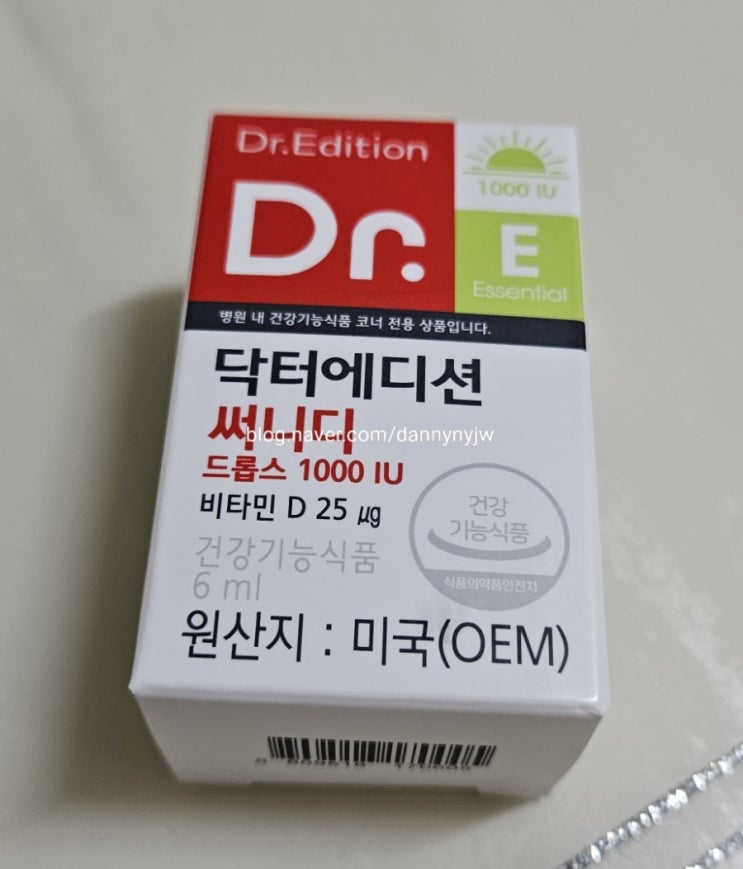 Dr.Edition
Dr.
1000 IU
E
Essential
병원 내 건강기능식품 코너 전용 상품입니다.
닥터에디션
써니디
blog.naver.com/dannynyjw
드롭스 1000 IU
비타민 D 25 ㎍
건강기능식품
6 ml
건강
기능식품
식품의약품안전처
원산지 : 미국(OEM)